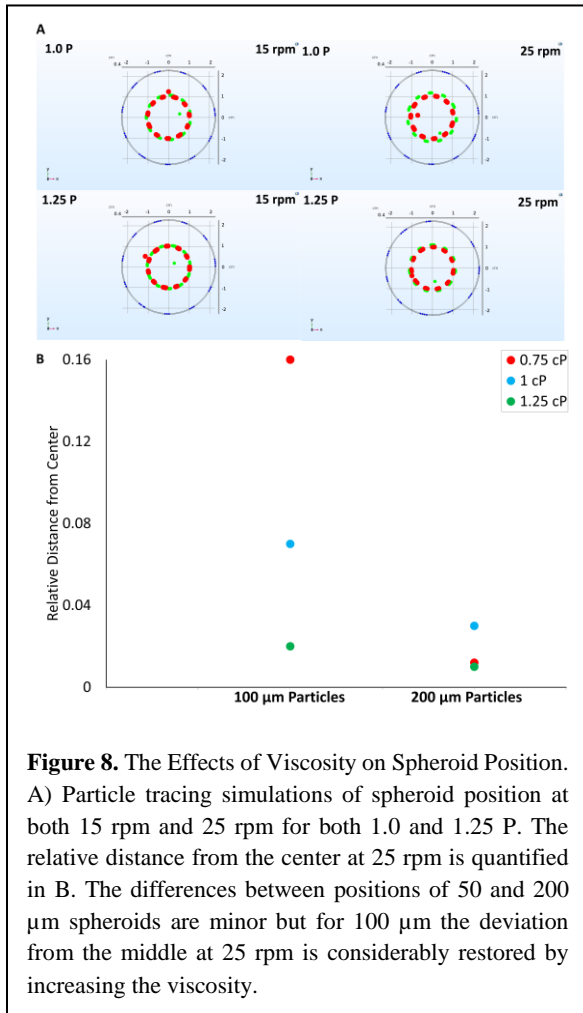 A
1.0 P 15 rpm 1.0 P 25 rpm
1.25 P 15 rpm 1.25 P 25 rpm
B
0.75 cP
1 cP
1.25 cP
Relative Distance from Center
0.16
0.12
0.08
0.04
0
100 µm Particles 200 µm Particles
Figure 8. The Effects of Viscosity on Spheroid Position.
A) Particle tracing simulations of spheroid position at
both 15 rpm and 25 rpm for both 1.0 and 1.25 P. The
relative distance from the center at 25 rpm is quantified
in B. The differences between positions of 50 and 200
µm spheroids are minor but for 100 µm the deviation
from the middle at 25 rpm is considerably restored by
increasing the viscosity.